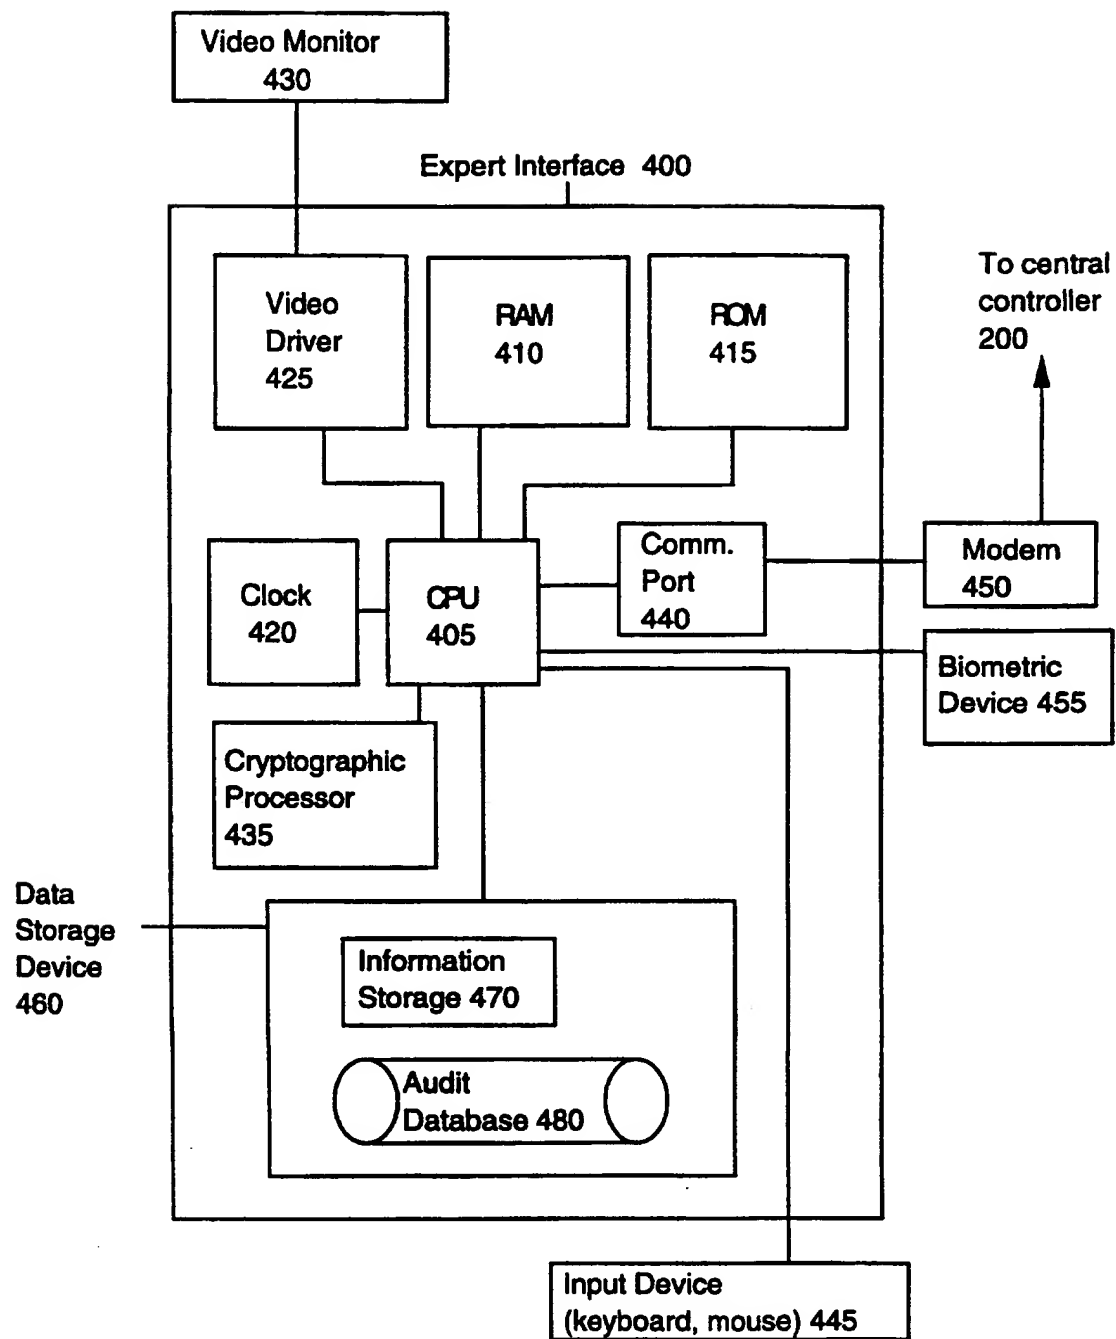 Video Monitor
430
Expert Interface 400
Video
Driver
425
RAM
410
ROM
415
To central
controller
200
Clock
420
CPU
405
Comm.
Port
440
Modem
450
Biometric
Device 455
Cryptographic
Processor
435
Data
Storage
Device
460
Information
Storage 470
Audit
Database 480
Input Device
(keyboard, mouse) 445